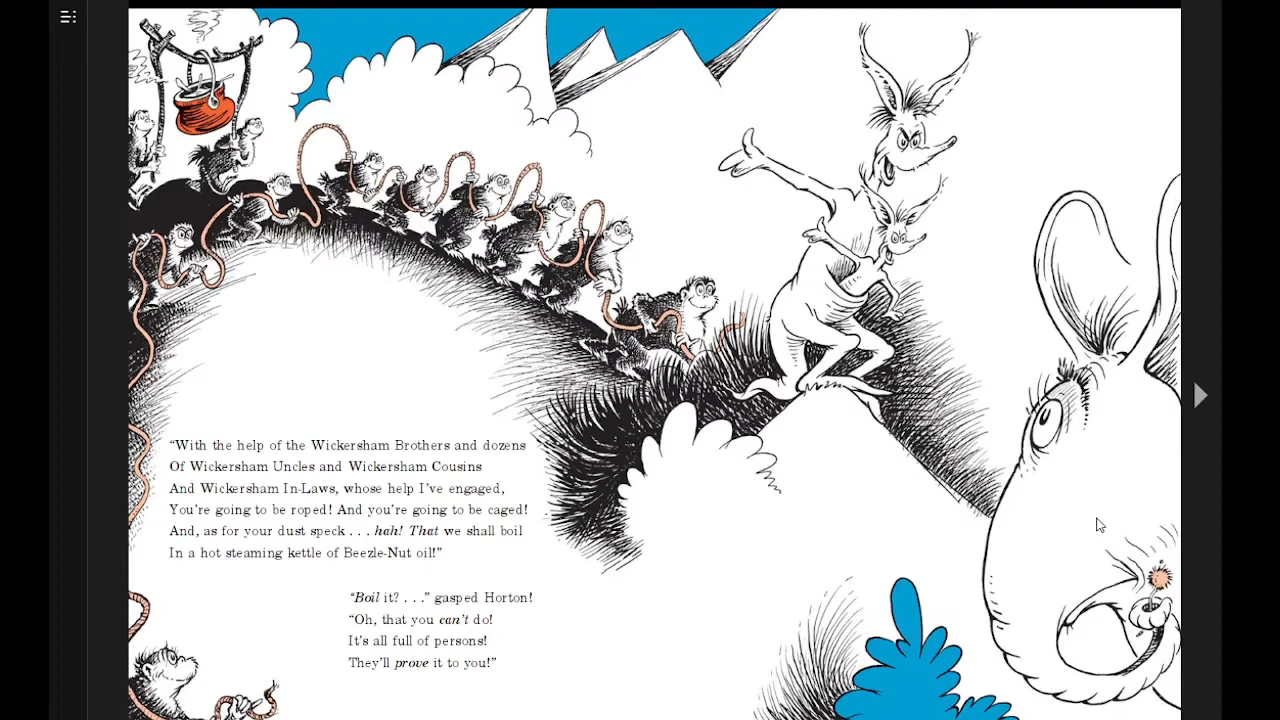 “With the help of the Wickersham Brothers and dozens
Of Wickersham Uncles and Wickersham Cousins
And Wickersham In-Laws, whose help I’ve engaged,
You’re going to be roped! And you’re going to be caged!
And, as for your dust speck . . . hah! That we shall boil
In a hot steaming kettle of Beezle-Nut oil!”
“Boil it? . . .” gasped Horton!
“Oh, that you can’t do!
It’s all full of persons!
They’ll prove it to you!”